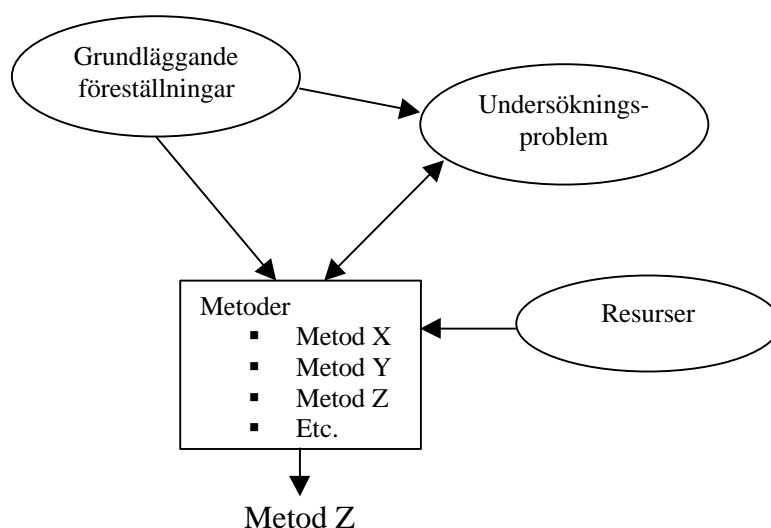 Grundläggande
föreställningar
Undersöknings-
problem
Metoder
▪ Metod X
▪ Metod Y
▪ Metod Z
▪ Etc.
Resurser
Metod Z